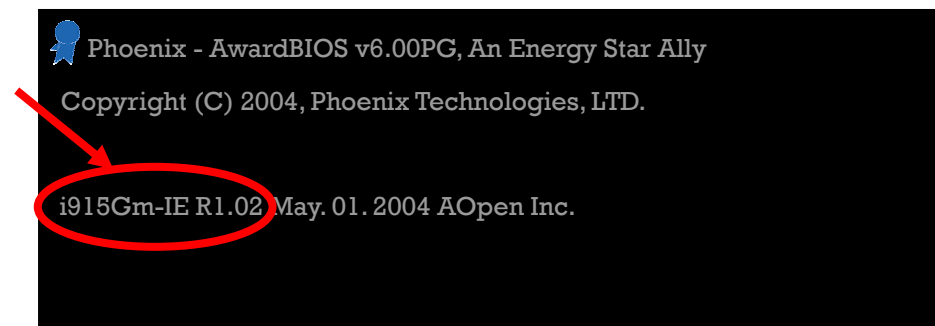 Phoenix - AwardBIOS v6.00PG, An Energy Star Ally
Copyright (C) 2004, Phoenix Technologies, LTD.
i915Gm-IE R1.02 May. 01. 2004 AOpen Inc.